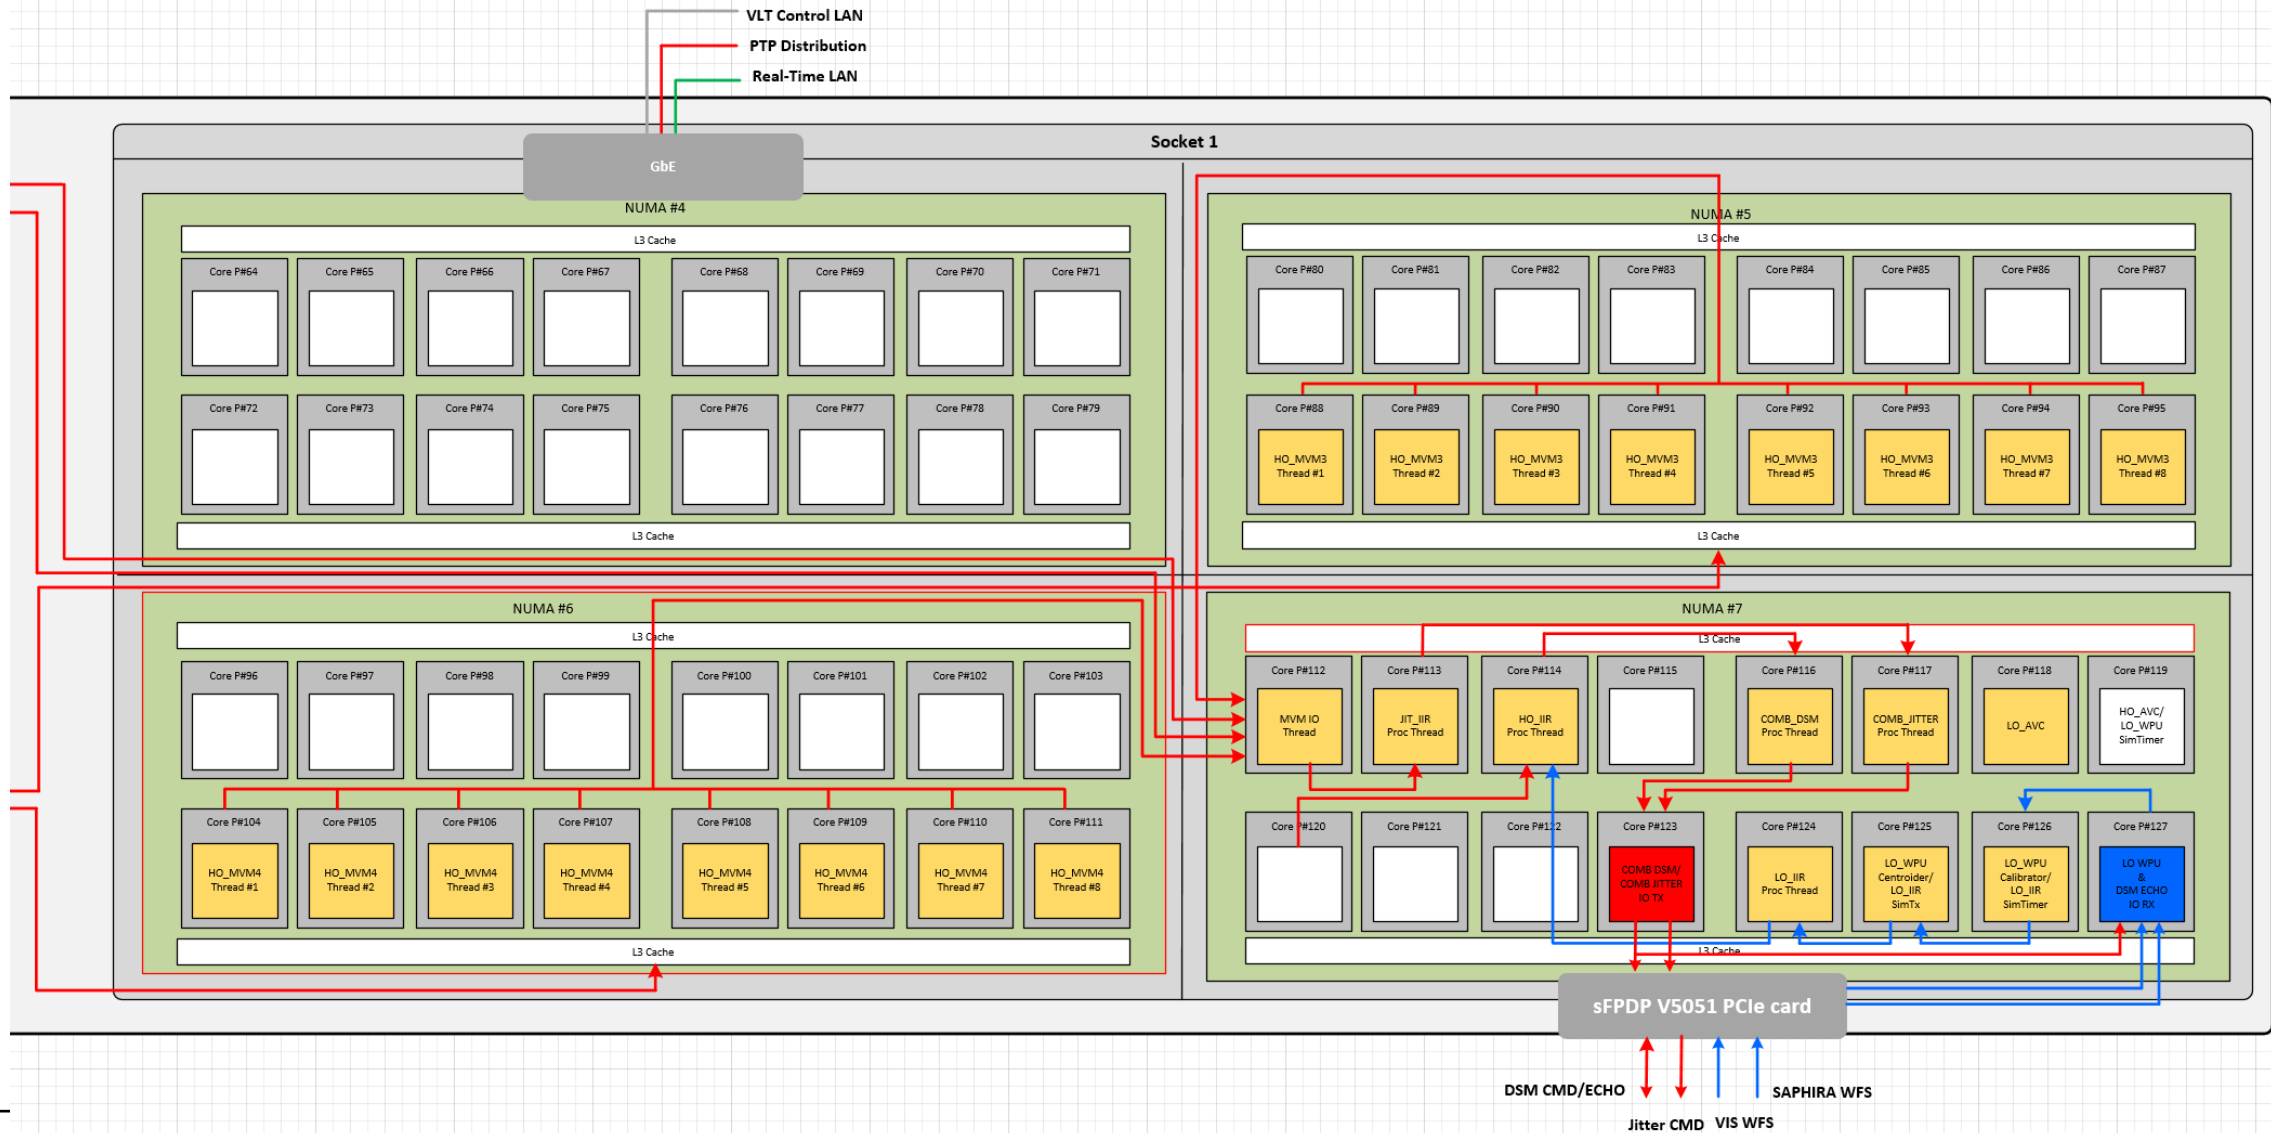 VLT Control LAN
PTP Distribution
Real-Time LAN
Socket 1
GbE
NUMA #4
L3 Cache
Core P#64
Core P#65
Core P#66
Core P#67
Core P#68
Core P#69
Core P#70
Core P#71
Core P#72
Core P#73
Core P#74
Core P#75
Core P#76
Core P#77
Core P#78
Core P#79
L3 Cache
NUMA #5
L3 Cache
Core P#80
Core P#81
Core P#82
Core P#83
Core P#84
Core P#85
Core P#86
Core P#87
Core P#88
HO_MVM3
Thread #1
Core P#89
HO_MVM3
Thread #2
Core P#90
HO_MVM3
Thread #3
Core P#91
HO_MVM3
Thread #4
Core P#92
HO_MVM3
Thread #5
Core P#93
HO_MVM3
Thread #6
Core P#94
HO_MVM3
Thread #7
Core P#95
HO_MVM3
Thread #8
L3 Cache
NUMA #6
L3 Cache
Core P#96
Core P#97
Core P#98
Core P#99
Core P#100
Core P#101
Core P#102
Core P#103
Core P#104
HO_MVM4
Thread #1
Core P#105
HO_MVM4
Thread #2
Core P#106
HO_MVM4
Thread #3
Core P#107
HO_MVM4
Thread #4
Core P#108
HO_MVM4
Thread #5
Core P#109
HO_MVM4
Thread #6
Core P#110
HO_MVM4
Thread #7
Core P#111
HO_MVM4
Thread #8
L3 Cache
NUMA #7
L3 Cache
Core P#112
MVM IO
Thread
Core P#113
JIT_IIR
Proc Thread
Core P#114
HO_IIR
Proc Thread
Core P#115
Core P#116
COMB_DSM
Proc Thread
Core P#117
COMB_JITTER
Proc Thread
Core P#118
LO_AVC
Core P#119
HO_AVC/
LO_WPU
SimTimer
Core P#120
Core P#121
Core P#122
Core P#123
COMB DSM/
COMB JITTER
IO TX
Core P#124
LO_IIR
Proc Thread
Core P#125
LO_WPU
Centroider/
LO_IIR
SimTx
Core P#126
LO_WPU
Calibrator/
LO_IIR
SimTimer
Core P#127
LO WPU
&
DSM ECHO
IO RX
L3 Cache
sFPDP V5051 PCIe card
DSM CMD/ECHO
Jitter CMD
VIS WFS
SAPHIRA WFS